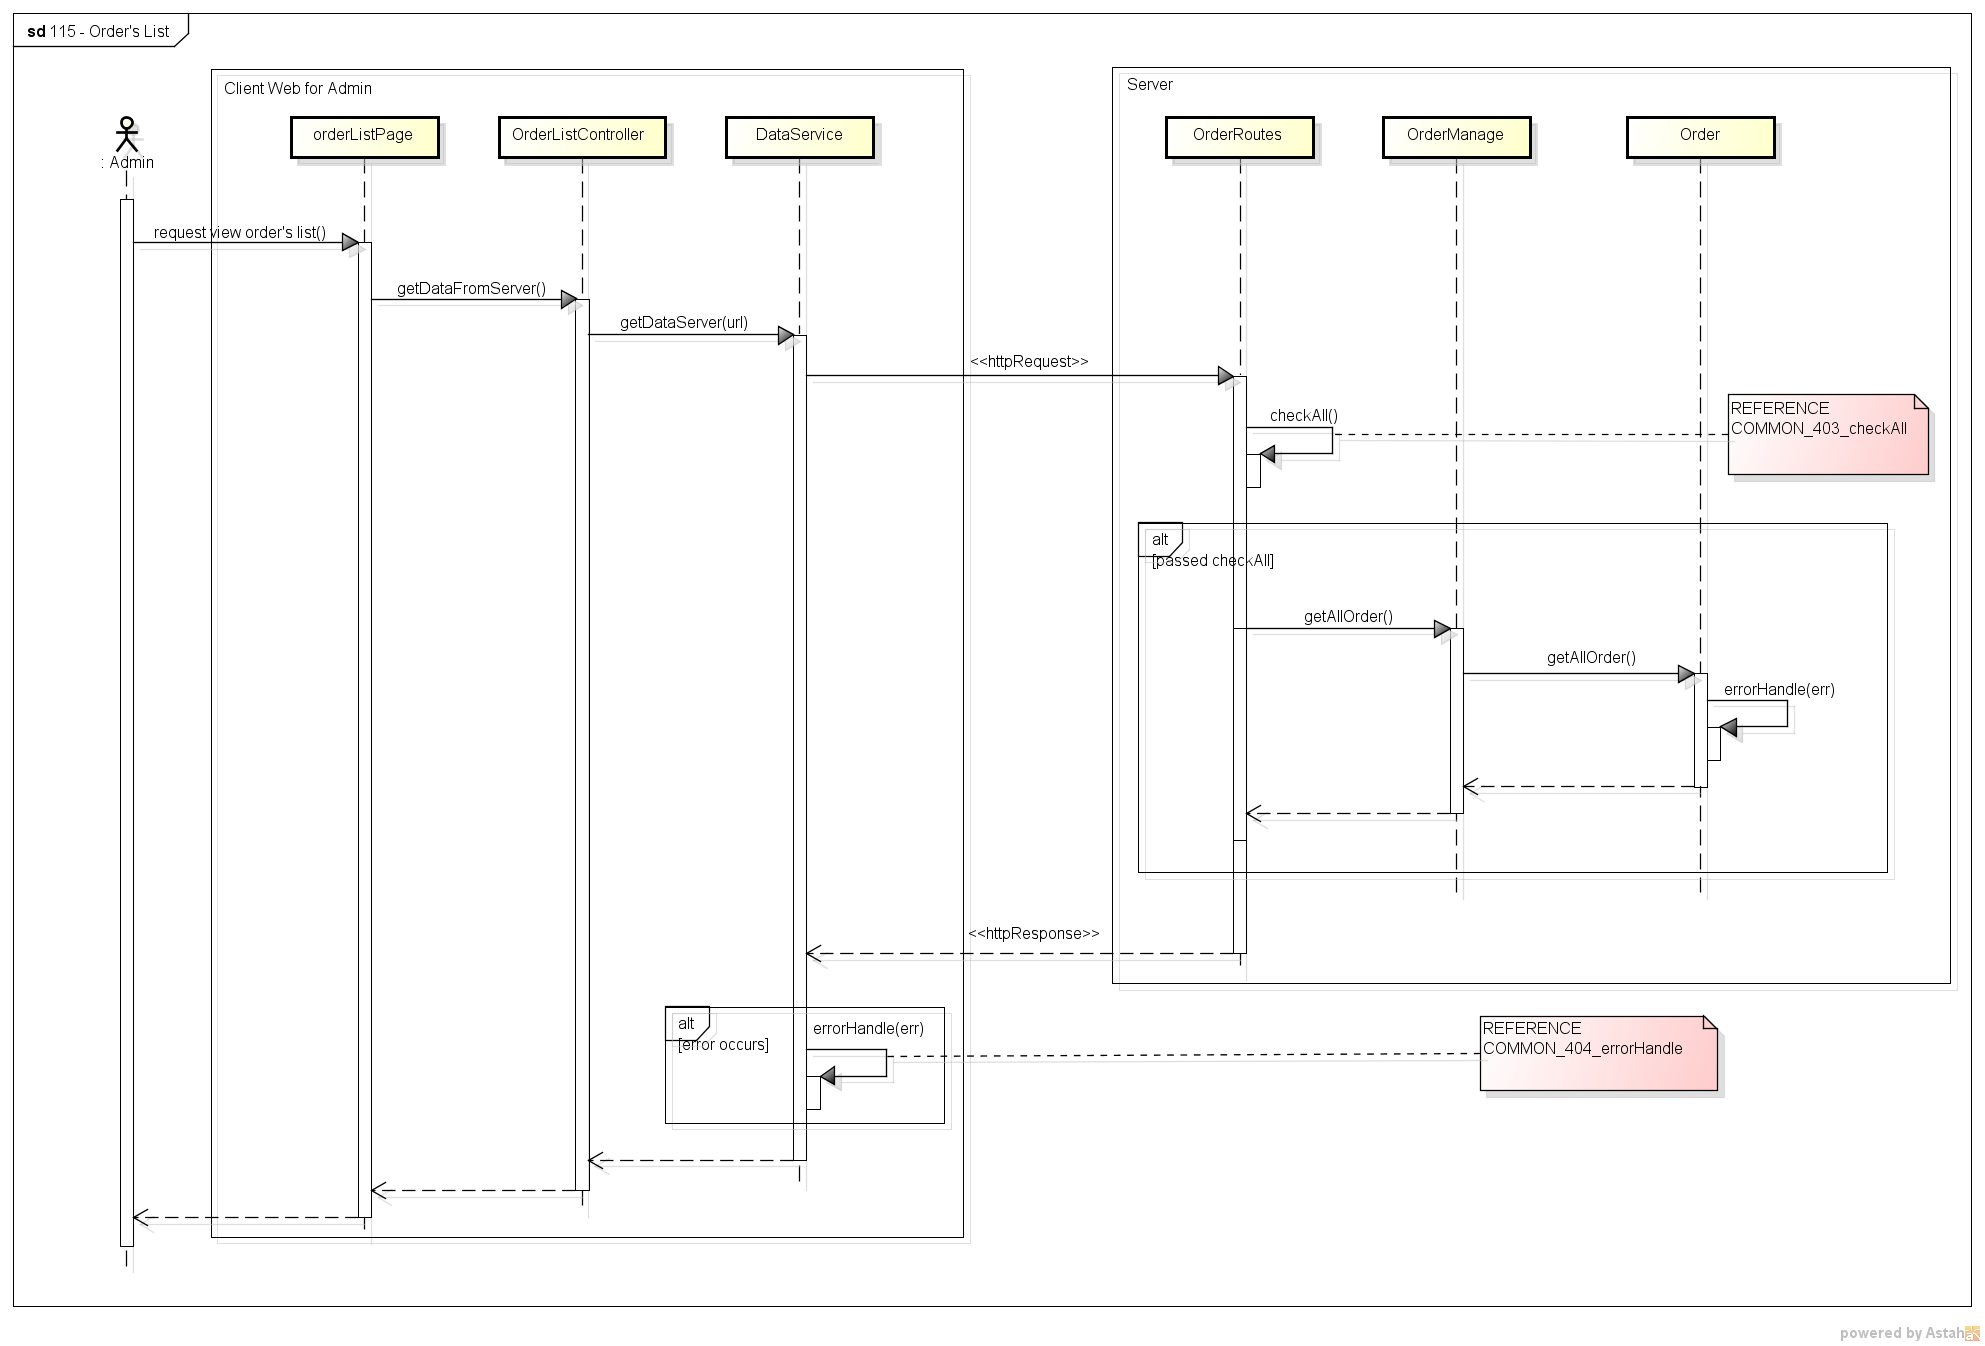 sd 115 - Order's List
Client Web for Admin
Server
orderListPage
OrderListController
DataService
OrderRoutes
OrderManage
Order
: Admin
request view order's list()
getDataFromServer()
getDataServer(url)
<<httpRequest>>
checkAll()
REFERENCE
COMMON_403_checkAll
alt
[passed checkAll]
getAllOrder()
getAllOrder()
errorHandle(err)
<<httpResponse>>
alt
[error occurs]
errorHandle(err)
REFERENCE
COMMON_404_errorHandle
powered by Astah